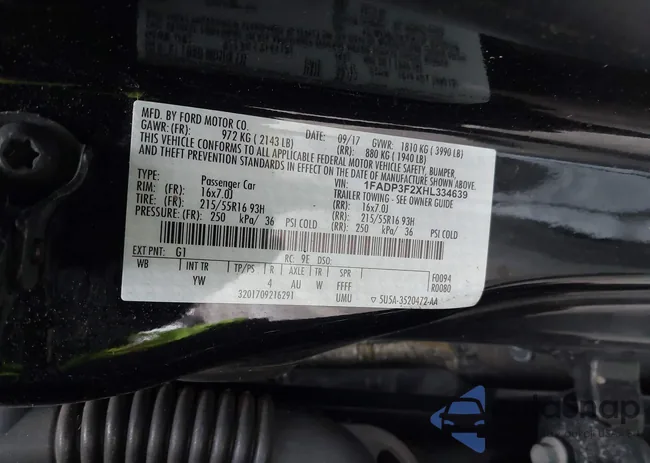 MFD. BY FORD MOTOR CO.
DATE: 09/17 GVWR: 1810 KG ( 3990 LB)
GAWR: (FR): 972 KG ( 2143 LB) (RR): 880 KG ( 1940 LB)
THIS VEHICLE CONFORMS TO ALL APPLICABLE FEDERAL MOTOR VEHICLE SAFETY, BUMPER,
AND THEFT PREVENTION STANDARDS IN EFFECT ON THE DATE OF MANUFACTURE SHOWN ABOVE.
VIN: 1FADP3F2XHL334639
TYPE: Passenger Car TRAILER TOWING - SEE OWNER GUIDE
RIM: (FR): 16x7.0J (RR): 16x7.0J
TIRE: (FR): 215/55R16 93H (RR): 215/55R16 93H
PRESSURE: (FR): 250 kPa/ 36 PSI COLD (RR): 250 kPa/ 36 PSI COLD
EXT PNT: G1 RC: 9E DSO:
WB INT TR TP/PS R AXLE TR SPR F0094
YW 4 AU W FFFF R0080
3201709216291 UMU ▽ 5U5A-3520472-AA